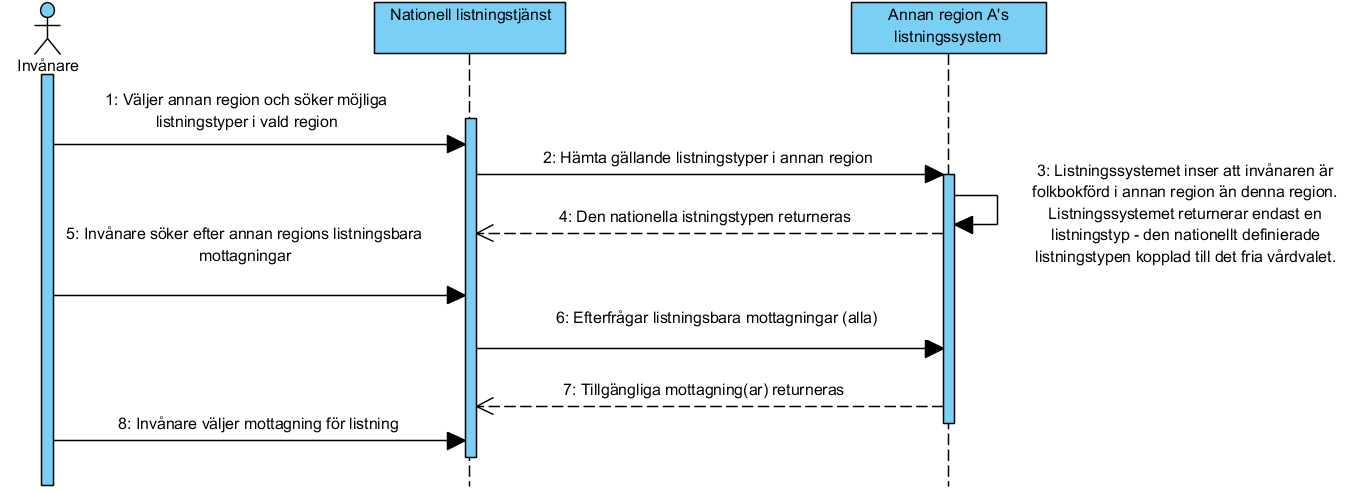 Nationell listningstjänst
Annan region A's
listningssystem
Invånare
1: Väljer annan region och söker möjliga
listningstyper i vald region
2: Hämta gällande listningstyper i annan region
3: Listningssystemet inser att invånaren är
folkbokförd i annan region än denna region.
Listningssystemet returnerar endast en
listningstyp - den nationellt definierade
listningstypen kopplad till det fria vårdvalet.
4: Den nationella istningstypen returneras
5: Invånare söker efter annan regions listningsbara
mottagningar
6: Efterfrågar listningsbara mottagningar (alla)
7: Tillgängliga mottagning(ar) returneras
8: Invånare väljer mottagning för listning